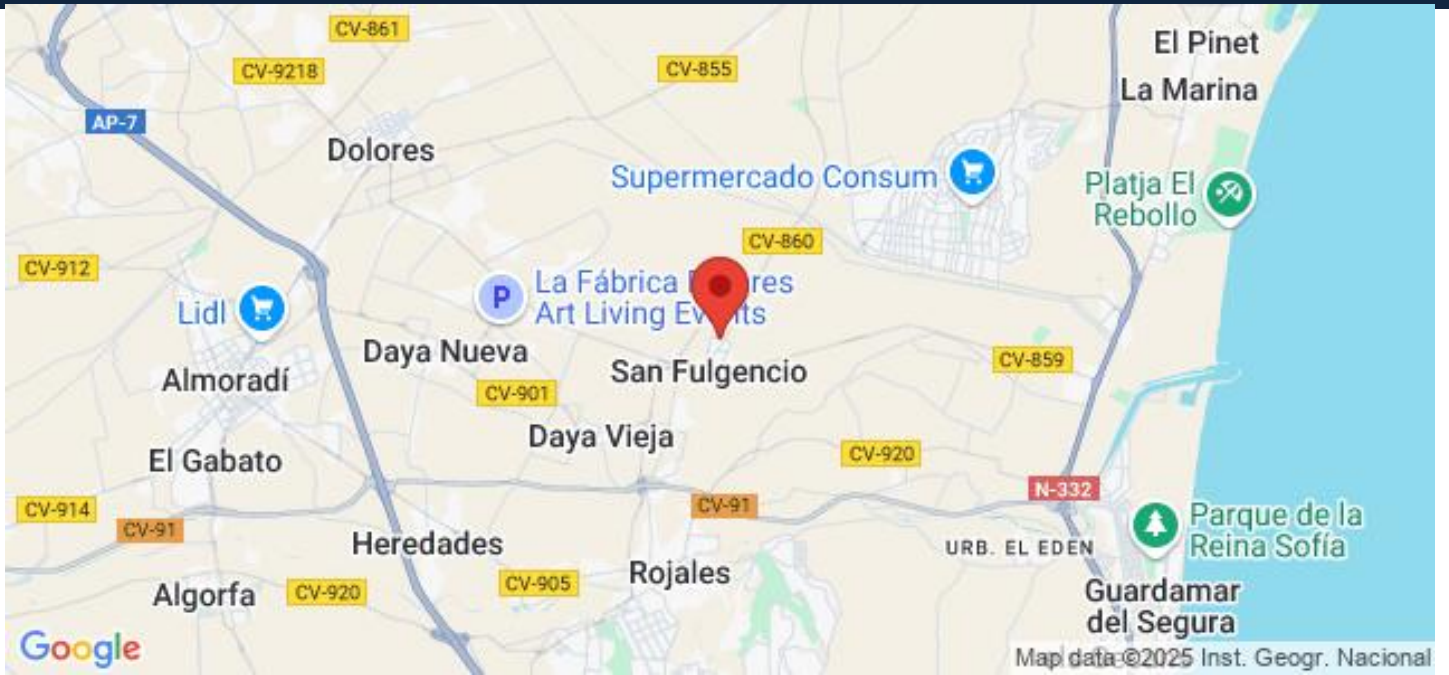 CV-861
El Pinet
CV-9218
CV-855
La Marina
AP-7
Dolores
Supermercado Consum
Platja El
Rebollo
CV-860
CV-912
La Fábrica
Art Living
P
Lidl
Daya Nueva
San Fulgencio
CV-859
Almoradí
CV-901
Daya Vieja
El Gabato
CV-920
N-332
CV-914
CV-91
CV-91
Parque de la
Reina Sofía
Heredades
URB. EL EDEN
Rojales
CV-905
Algorfa
CV-920
Guardamar
del Segura
Google
Map data ©2025 Inst. Geogr. Nacional